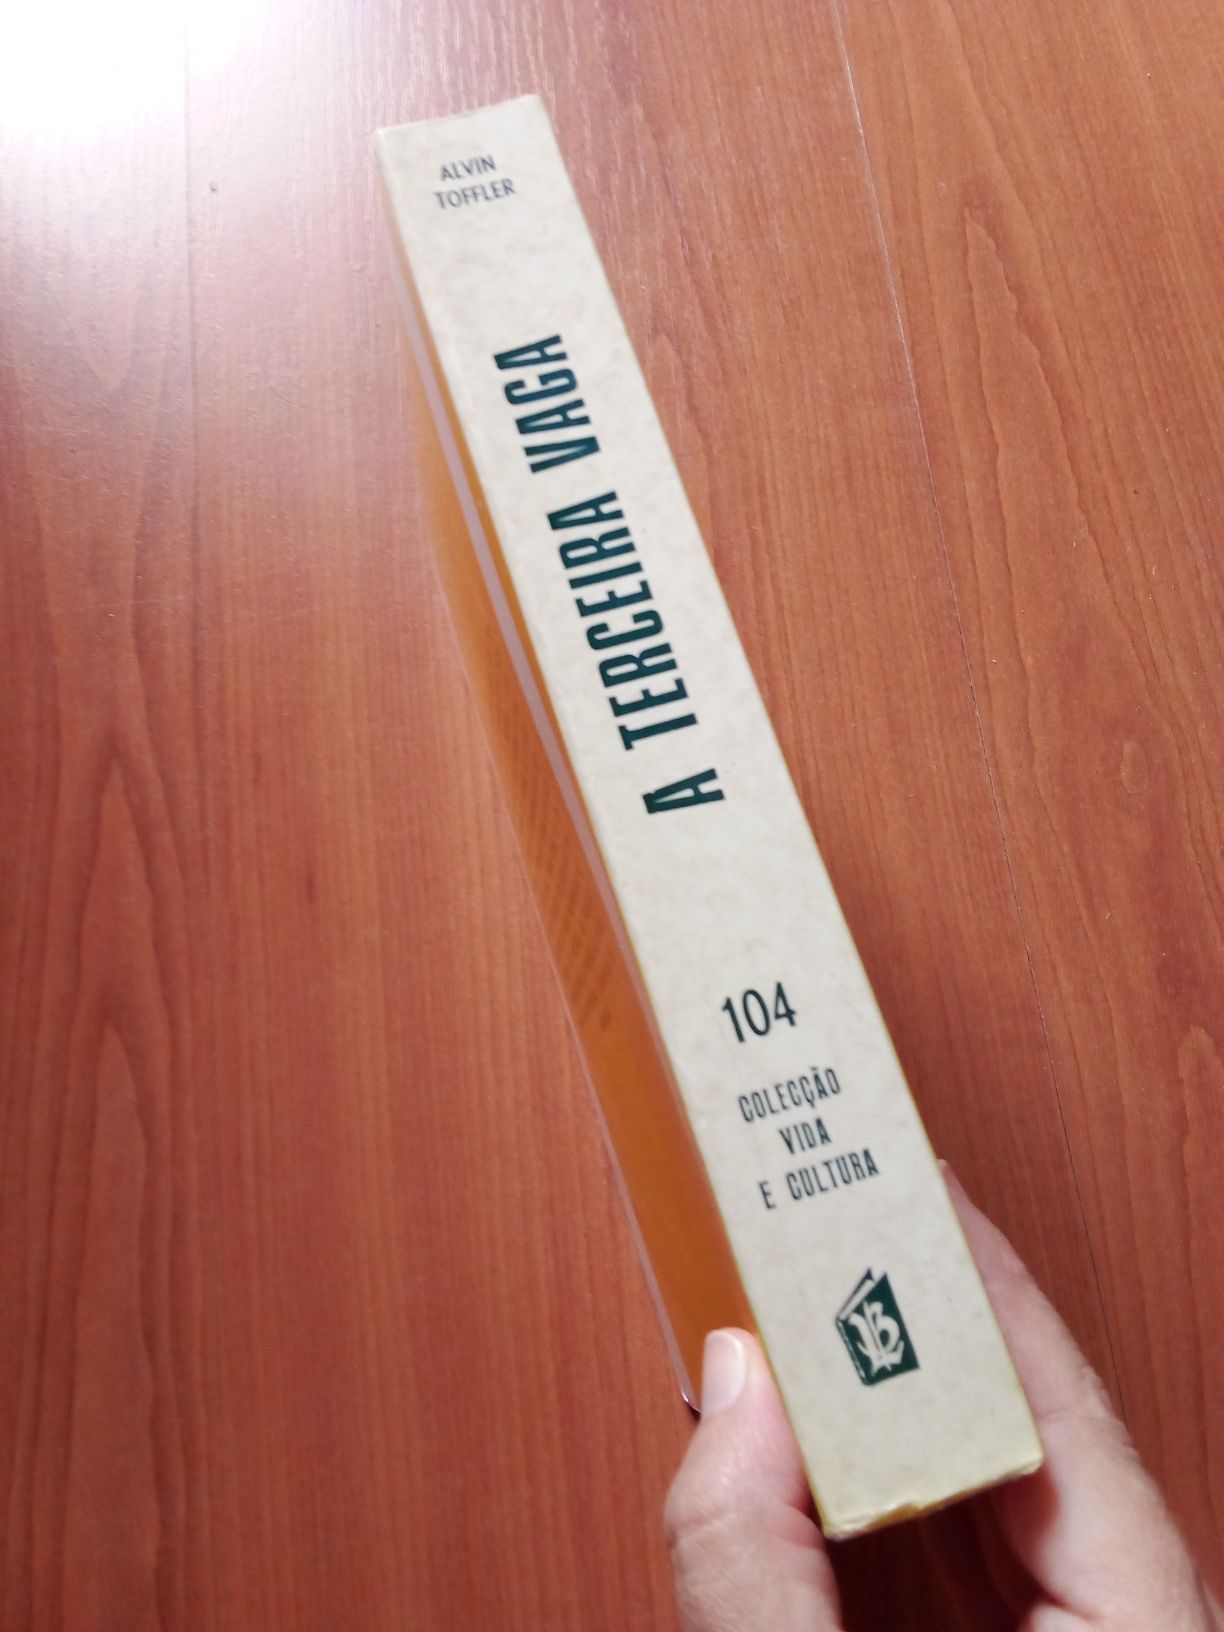 ALVIN
TOFFLER
A TERCEIRA VAGA
104
COLECÇÃO
VIDA
E CULTURA